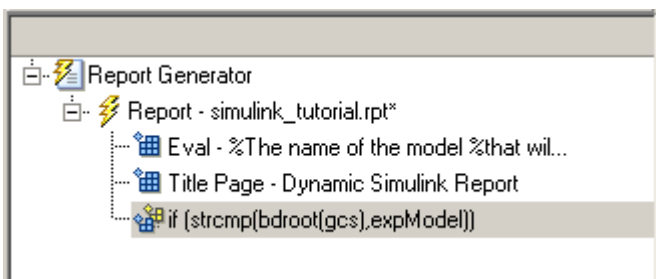 Report Generator
Report - simulink_tutorial.rpt*
Eval - %The name of the model %that wil...
Title Page - Dynamic Simulink Report
if (strcmp(bdroot(gcs),expModel))